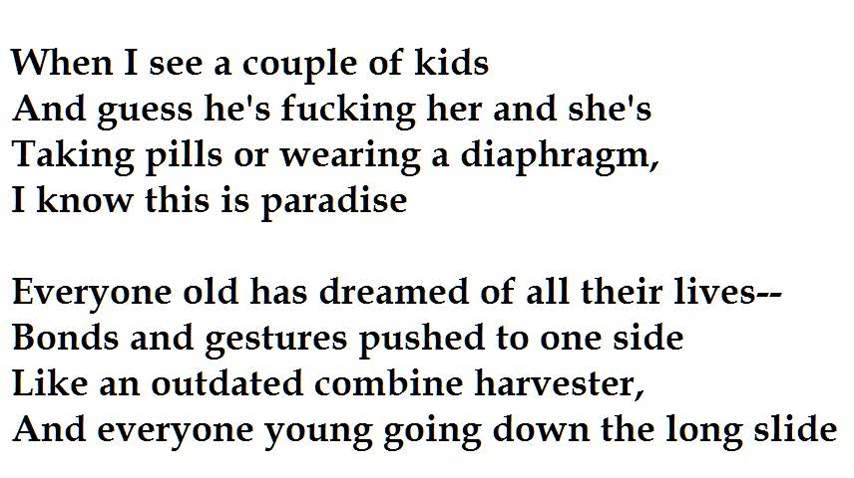 When I see a couple of kids
And guess he's fucking her and she's
Taking pills or wearing a diaphragm,
I know this is paradise
Everyone old has dreamed of all their lives--
Bonds and gestures pushed to one side
Like an outdated combine harvester,
And everyone young going down the long slide